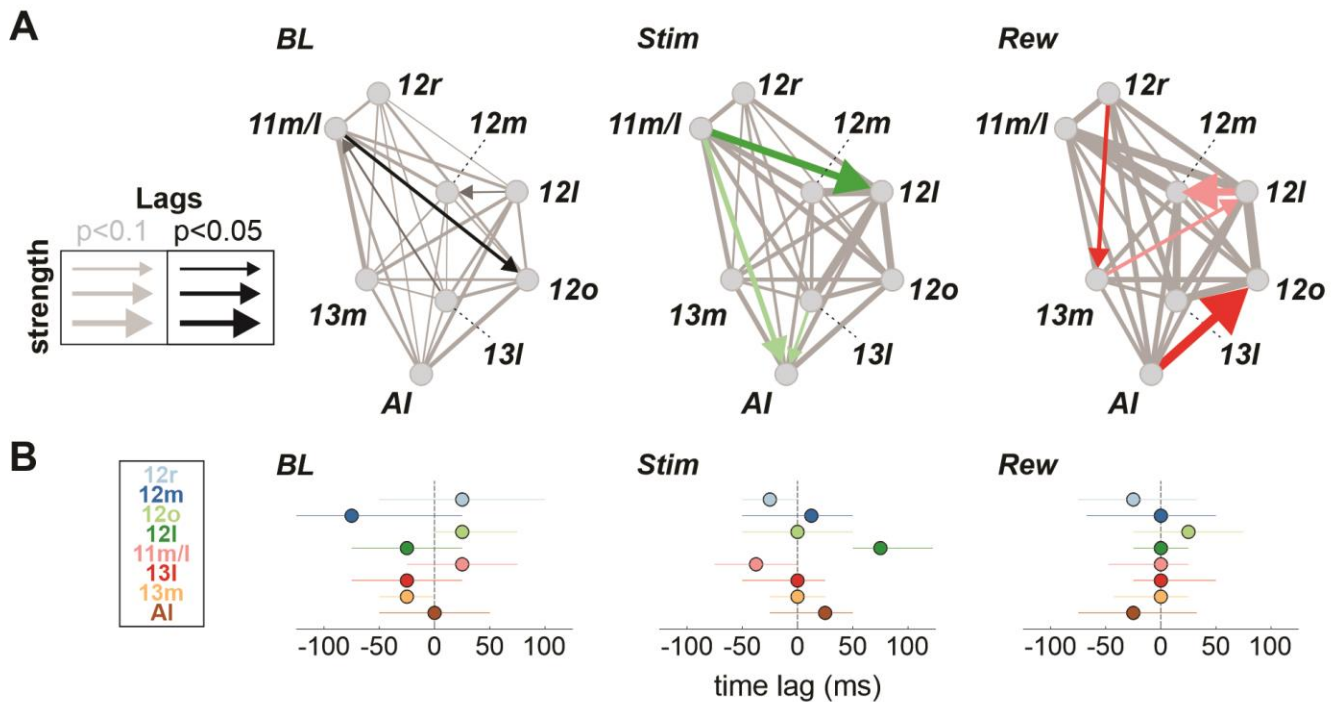 A
BL
Stim
Rew
12r
11m/l
12m
12l
12o
13m
13l
AI
12r
11m/l
12m
12l
12o
13m
13l
AI
12r
11m/l
12m
12l
12o
13m
13l
AI
Lags
p<0.1 p<0.05
strength
B
12r
12m
12o
12l
11m/l
13l
13m
AI
BL
Stim
Rew
-100 -50 0 50 100
-100 -50 0 50 100
-100 -50 0 50 100
time lag (ms)